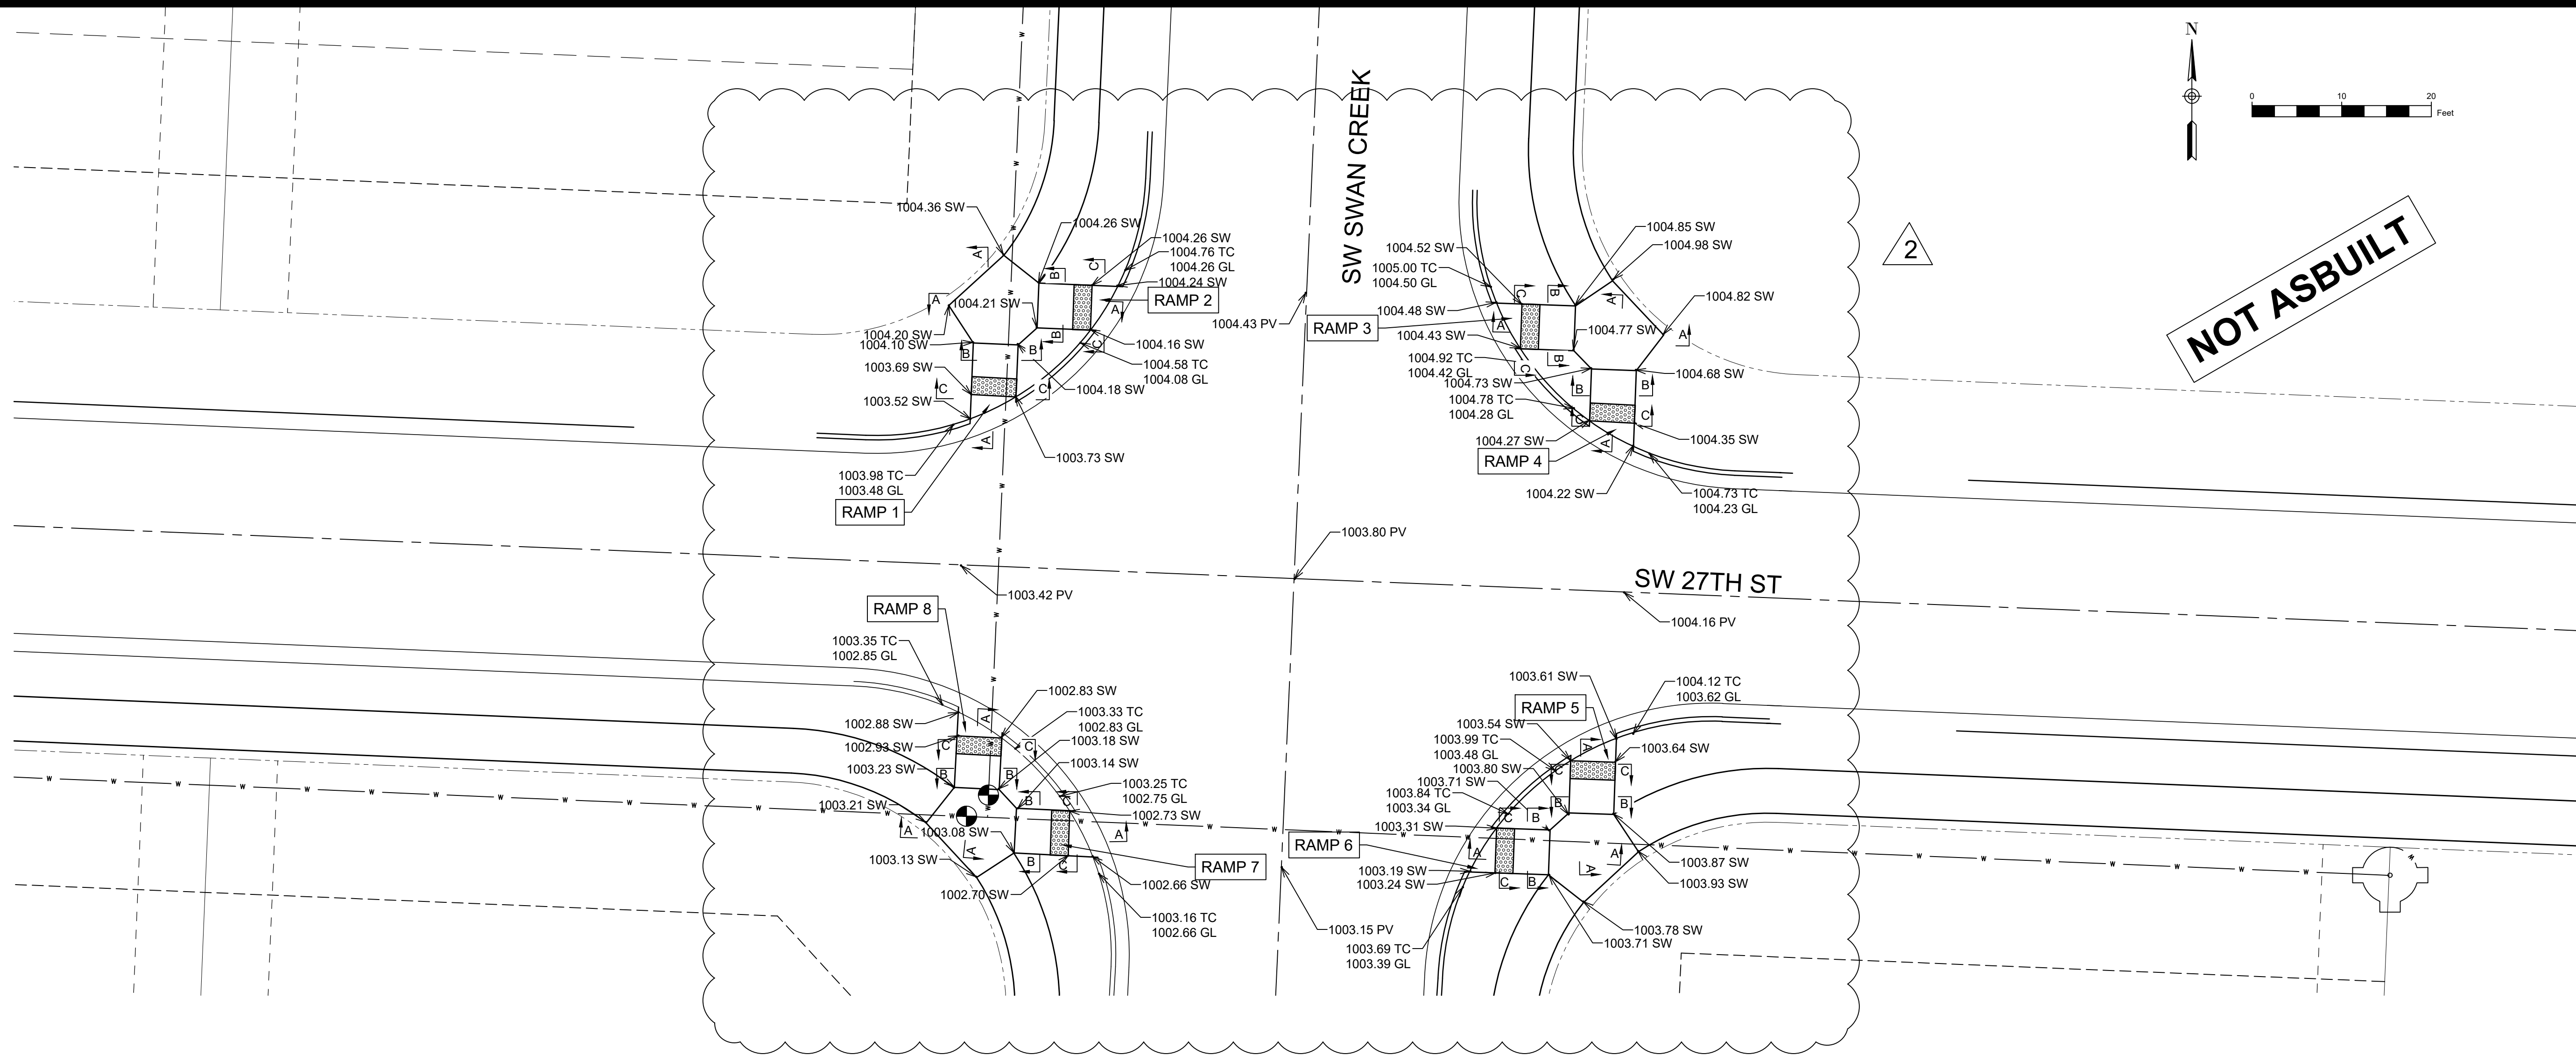 N
0 10 20
Feet
2
NOT ASBUILT
SW SWAN CREEK
SW 27TH ST
1004.36 SW
1004.26 SW
1004.26 SW
1004.76 TC
1004.26 GL
1004.24 SW
RAMP 2
1004.21 SW
1004.20 SW
1004.10 SW
1004.16 SW
1003.69 SW
1004.58 TC
1004.08 GL
1004.18 SW
1003.52 SW
1003.73 SW
1003.98 TC
1003.48 GL
RAMP 1
1004.43 PV
1004.85 SW
1004.52 SW
1004.98 SW
1005.00 TC
1004.50 GL
1004.82 SW
1004.48 SW
RAMP 3
1004.77 SW
1004.43 SW
1004.92 TC
1004.42 GL
1004.73 SW
1004.68 SW
1004.78 TC
1004.28 GL
1004.27 SW
1004.35 SW
RAMP 4
1004.22 SW
1004.73 TC
1004.23 GL
1003.80 PV
1003.42 PV
1004.16 PV
RAMP 8
1003.35 TC
1002.85 GL
1002.83 SW
1002.88 SW
1003.33 TC
1002.83 GL
1002.93 SW
1003.18 SW
1003.23 SW
1003.14 SW
1003.25 TC
1002.75 GL
1003.21 SW
1002.73 SW
1003.08 SW
1003.13 SW
RAMP 7
1002.70 SW
1002.66 SW
1003.16 TC
1002.66 GL
1003.61 SW
1004.12 TC
1003.62 GL
RAMP 5
1003.54 SW
1003.99 TC
1003.48 GL
1003.64 SW
1003.80 SW
1003.71 SW
1003.84 TC
1003.34 GL
1003.31 SW
RAMP 6
1003.87 SW
1003.19 SW
1003.24 SW
1003.93 SW
1003.15 PV
1003.78 SW
1003.69 TC
1003.39 GL
1003.71 SW